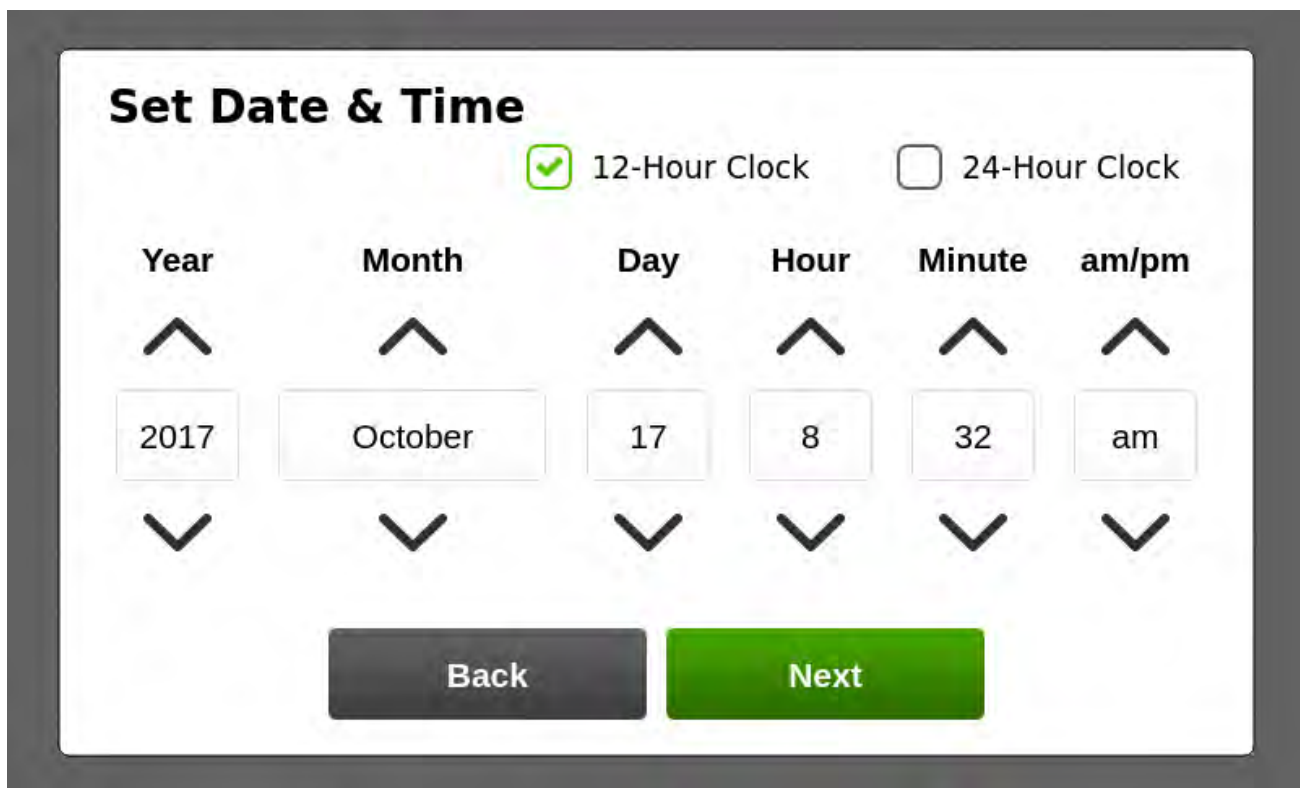 Set Date & Time
12-Hour Clock 24-Hour Clock
Year Month Day Hour Minute am/pm
2017 October 17 8 32 am
Back Next